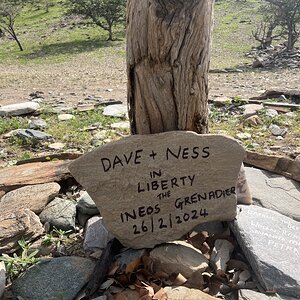 DAVE + NESS
IN
LIBERTY
THE
INEOS GRENADIER
26/2/2024